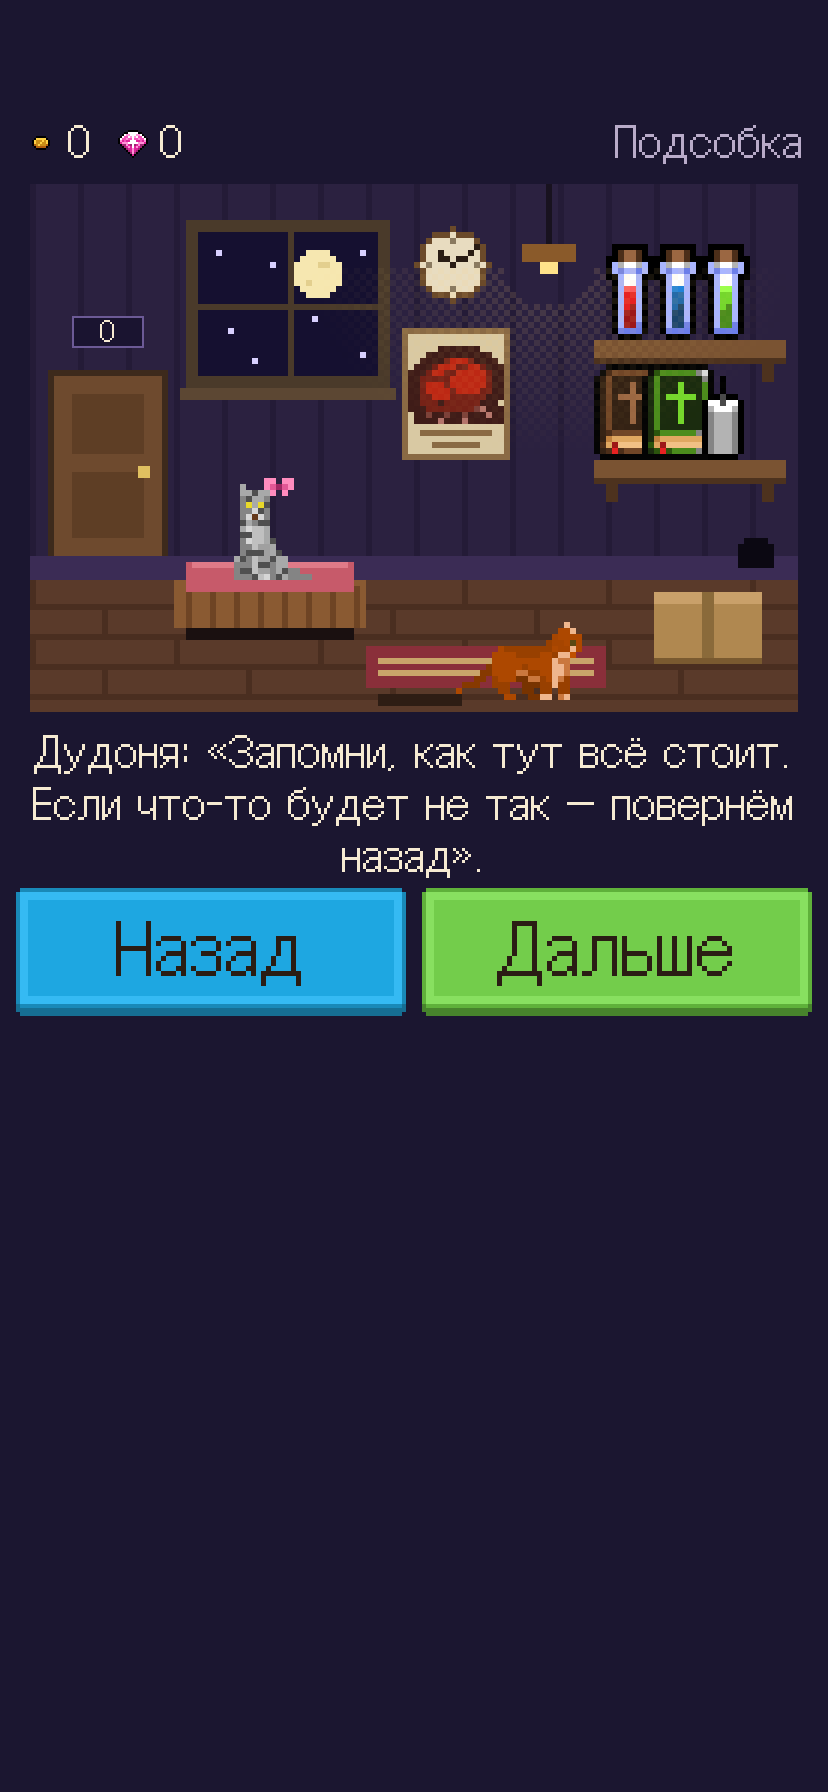 0 0 Подсобка
0
Дудоня: «Запомни, как тут всё стоит.
Если что-то будет не так — повернём
назад».
Назад Дальше